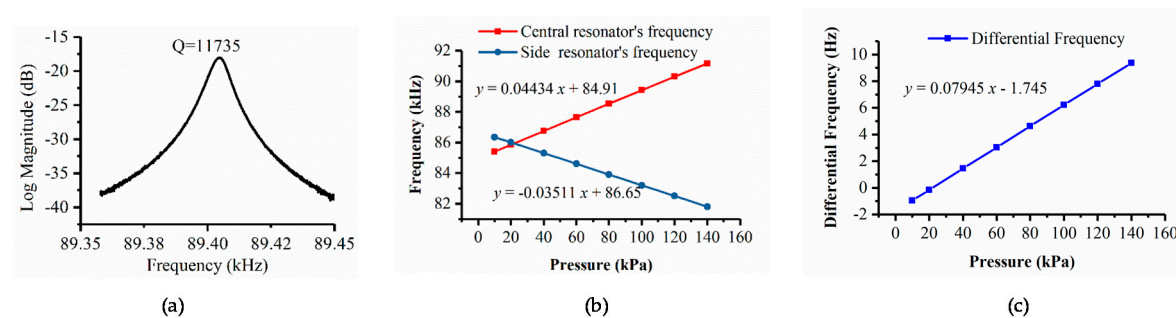 Q=11735
-15
-20
-25
-30
-35
-40
Log Magnitude (dB)
89.35 89.38 89.40 89.42 89.45
Frequency (kHz)
(a)
Central resonator's frequency
Side resonator's frequency
92
90
88
86
84
82
Frequency (kHz)
y = 0.04434 x + 84.91
y = -0.03511 x + 86.65
0 20 40 60 80 100 120 140 160
Pressure (kPa)
(b)
Differential Frequency
10
8
6
4
2
0
-2
Differential Frequency (Hz)
y = 0.07945 x - 1.745
0 20 40 60 80 100 120 140 160
Pressure (kPa)
(c)